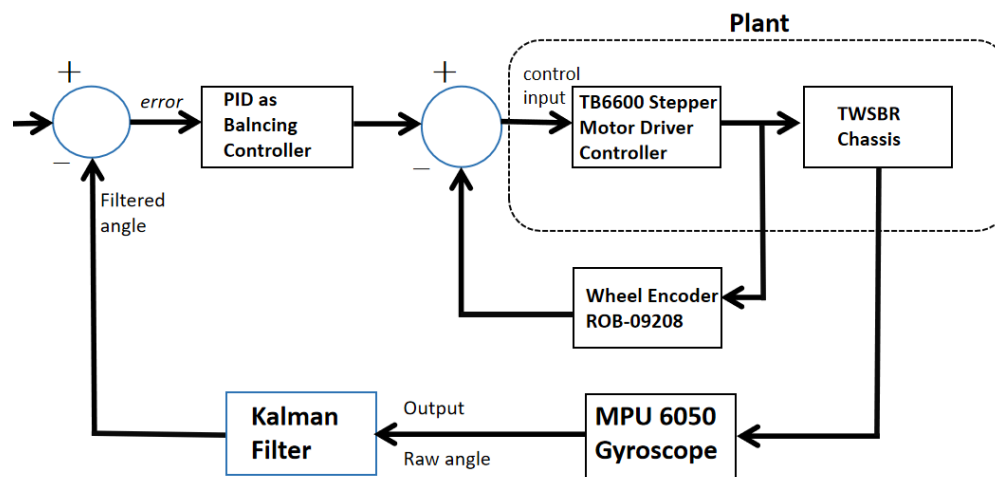 Plant
+
error
PID as
Balncing
Controller
+
control
input
TB6600 Stepper
Motor Driver
Controller
TWSBR
Chassis
−
−
Filtered
angle
Wheel Encoder
ROB-09208
Kalman
Filter
Output
Raw angle
MPU 6050
Gyroscope